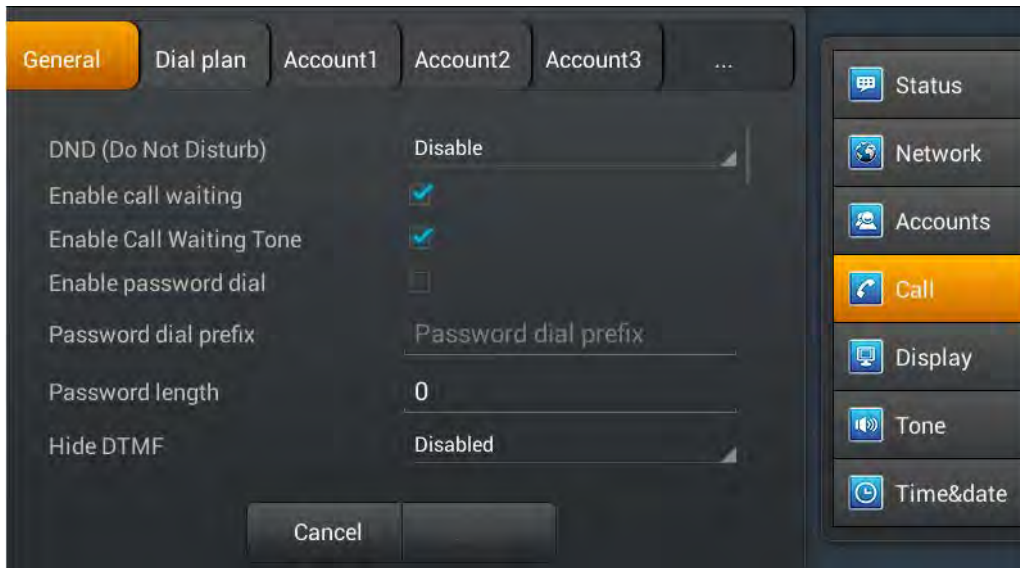 General Dial plan Account1 Account2 Account3 ...
DND (Do Not Disturb) Disable
Enable call waiting
Enable Call Waiting Tone
Enable password dial
Password dial prefix Password dial prefix
Password length 0
Hide DTMF Disabled
Cancel
Status
Network
Accounts
Call
Display
Tone
Time&date